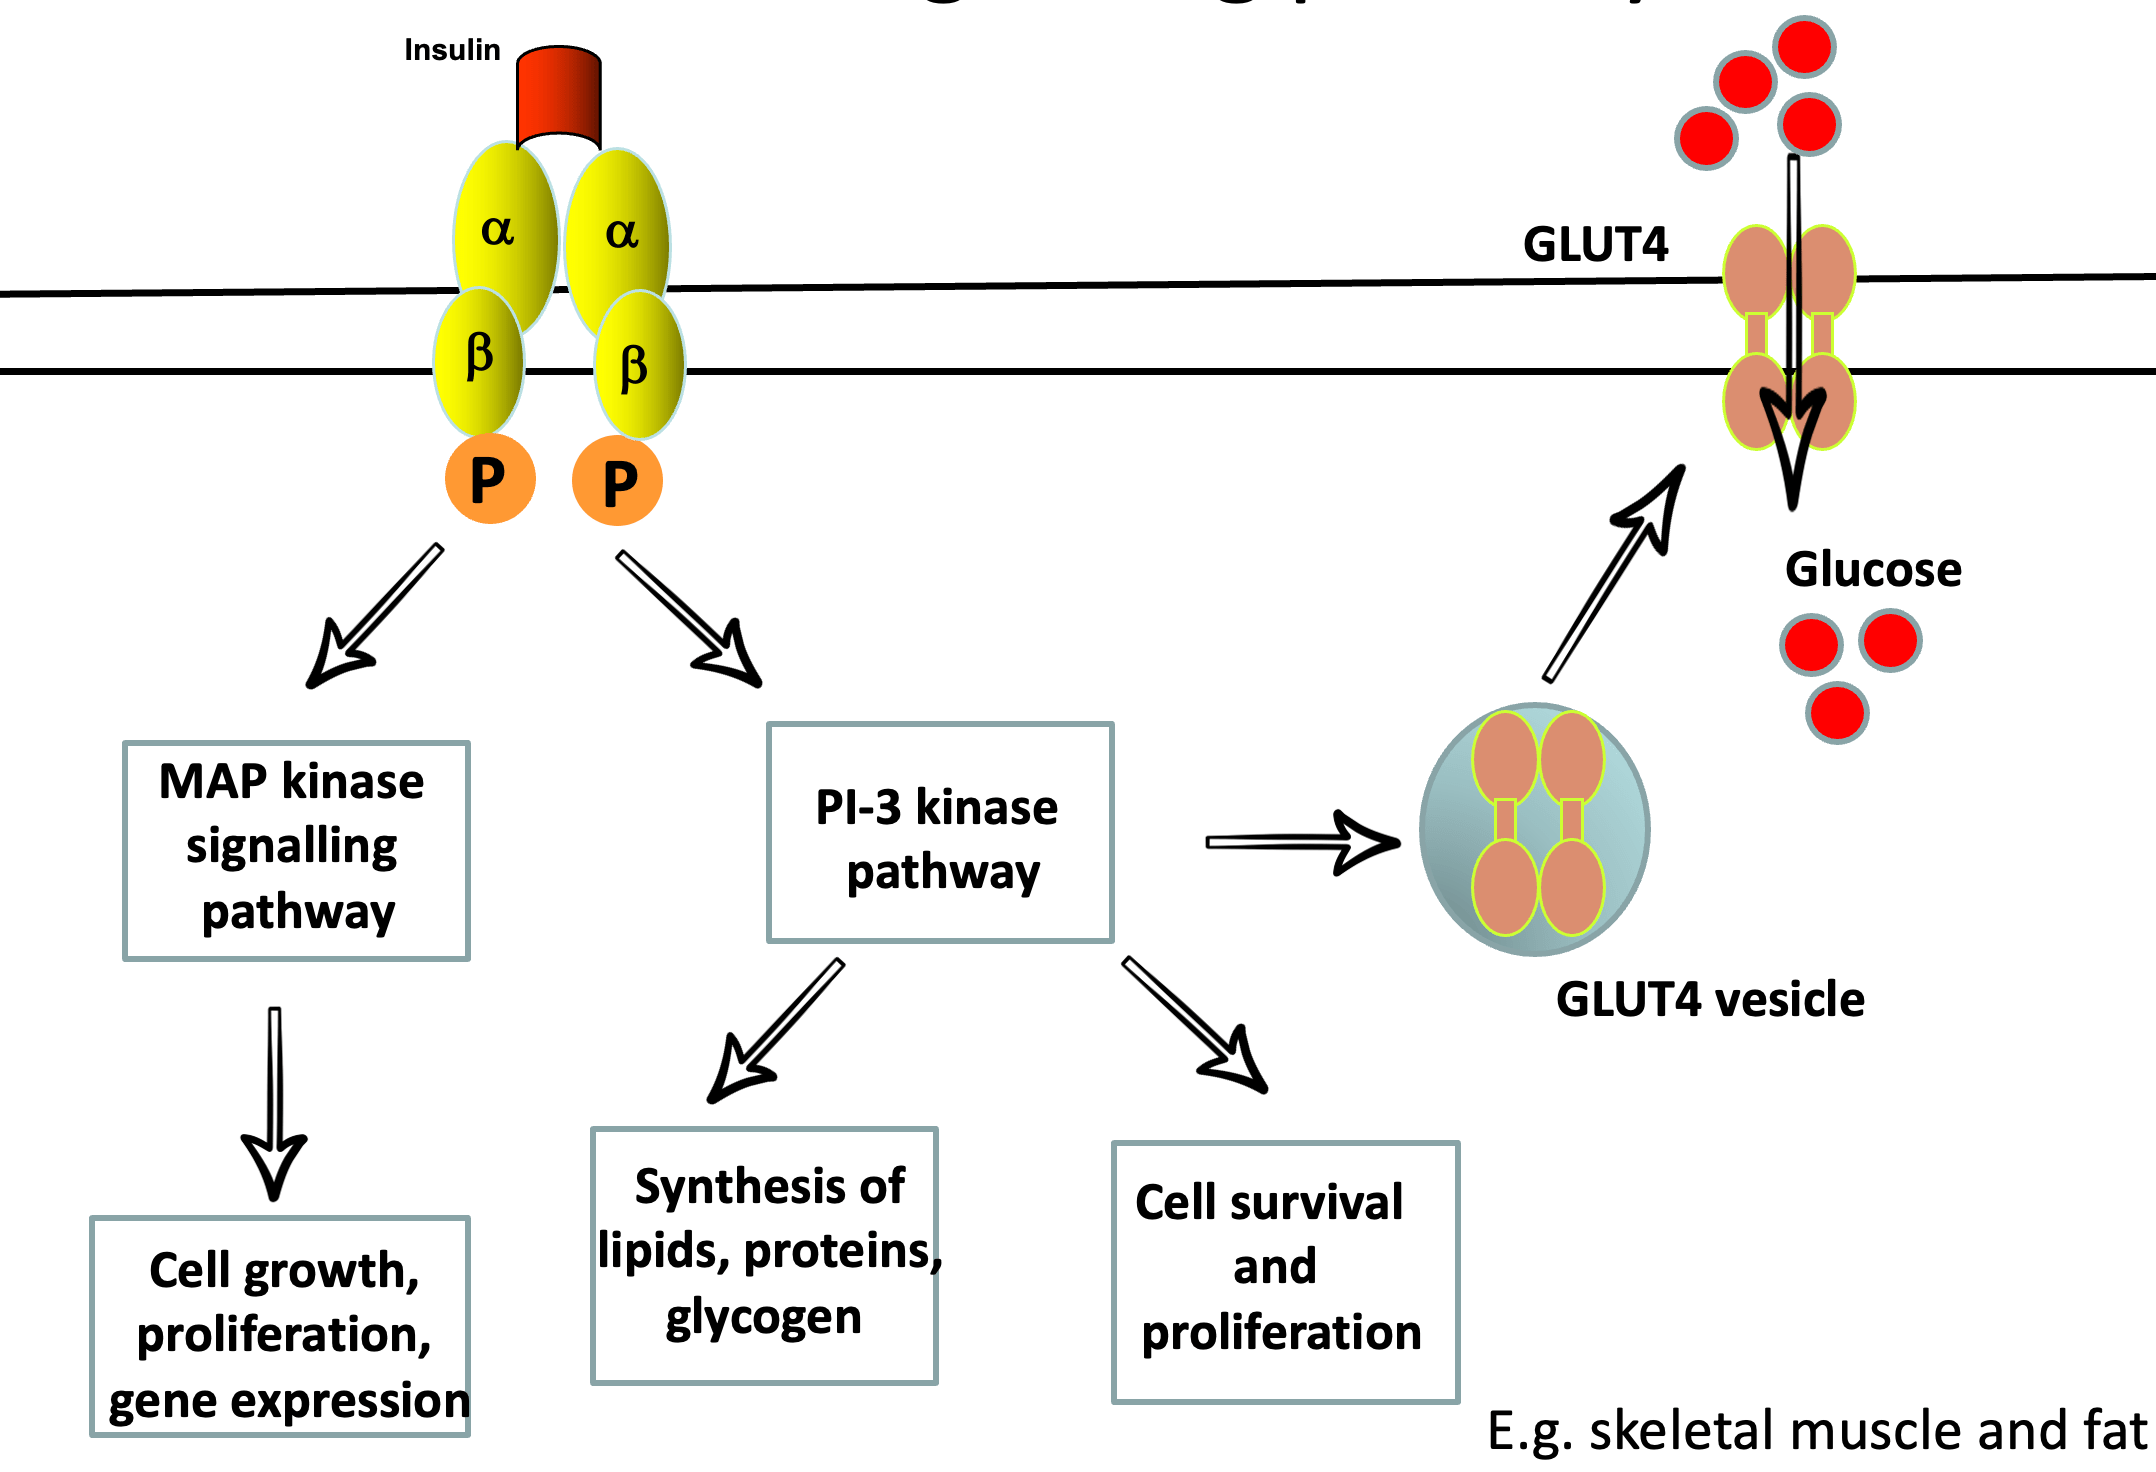 Insulin
α
α
β
β
P
P
GLUT4
Glucose
MAP kinase
signalling
pathway
PI-3 kinase
pathway
GLUT4 vesicle
Cell growth,
proliferation,
gene expression
Synthesis of
lipids, proteins,
glycogen
Cell survival
and
proliferation
E.g. skeletal muscle and fat